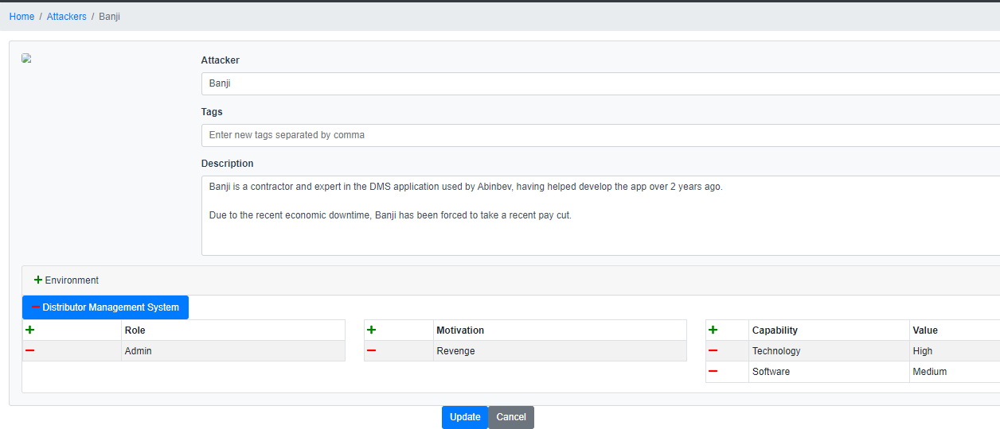 Home / Attackers / Banji
Attacker
Banji
Tags
Enter new tags separated by comma
Description
Banji is a contractor and expert in the DMS application used by Abinbev, having helped develop the app over 2 years ago.
Due to the recent economic downtime, Banji has been forced to take a recent pay cut.
Environment
Distributor Management System
Role Motivation Capability Value
Admin Revenge Technology High
Software Medium
Update Cancel